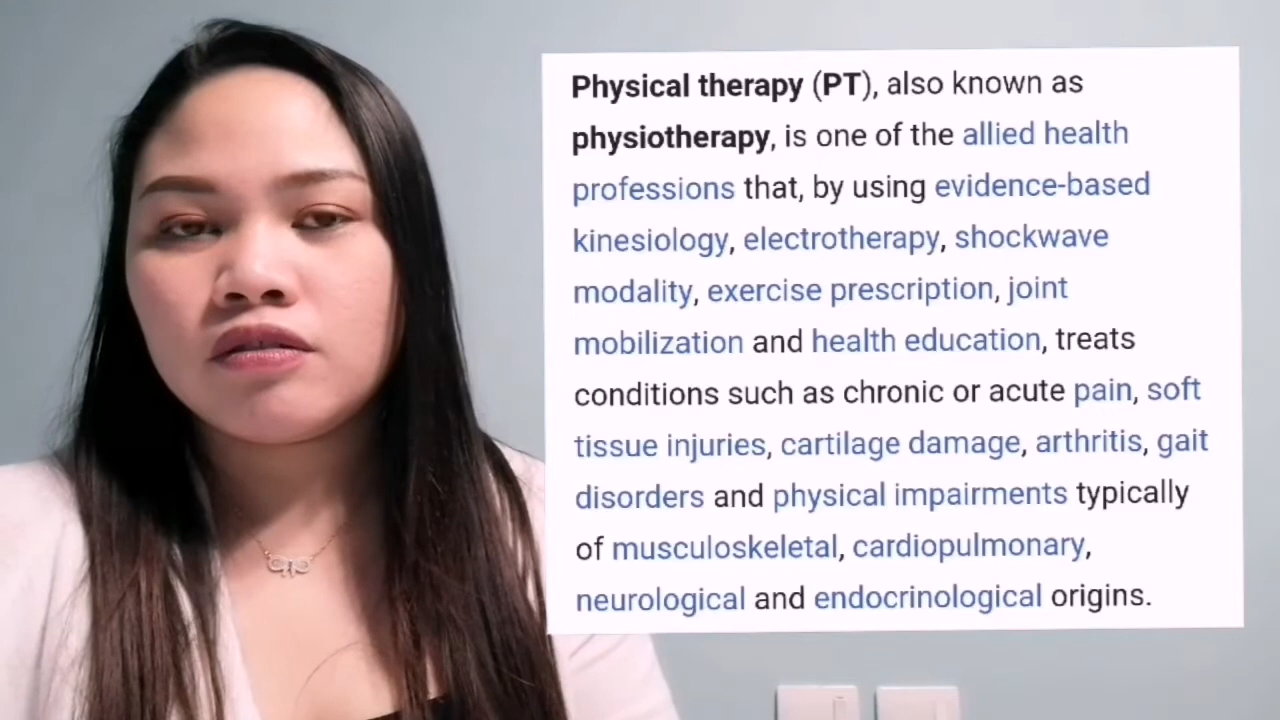 Physical therapy (PT), also known as
physiotherapy, is one of the allied health
professions that, by using evidence-based
kinesiology, electrotherapy, shockwave
modality, exercise prescription, joint
mobilization and health education, treats
conditions such as chronic or acute pain, soft
tissue injuries, cartilage damage, arthritis, gait
disorders and physical impairments typically
of musculoskeletal, cardiopulmonary,
neurological and endocrinological origins.